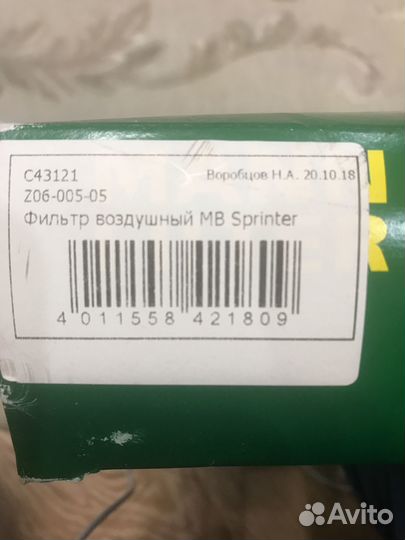 C43121
Воробцов Н.А. 20.10.18
Z06-005-05
Фильтр воздушный MB Sprinter
4 011558 421809
Avito